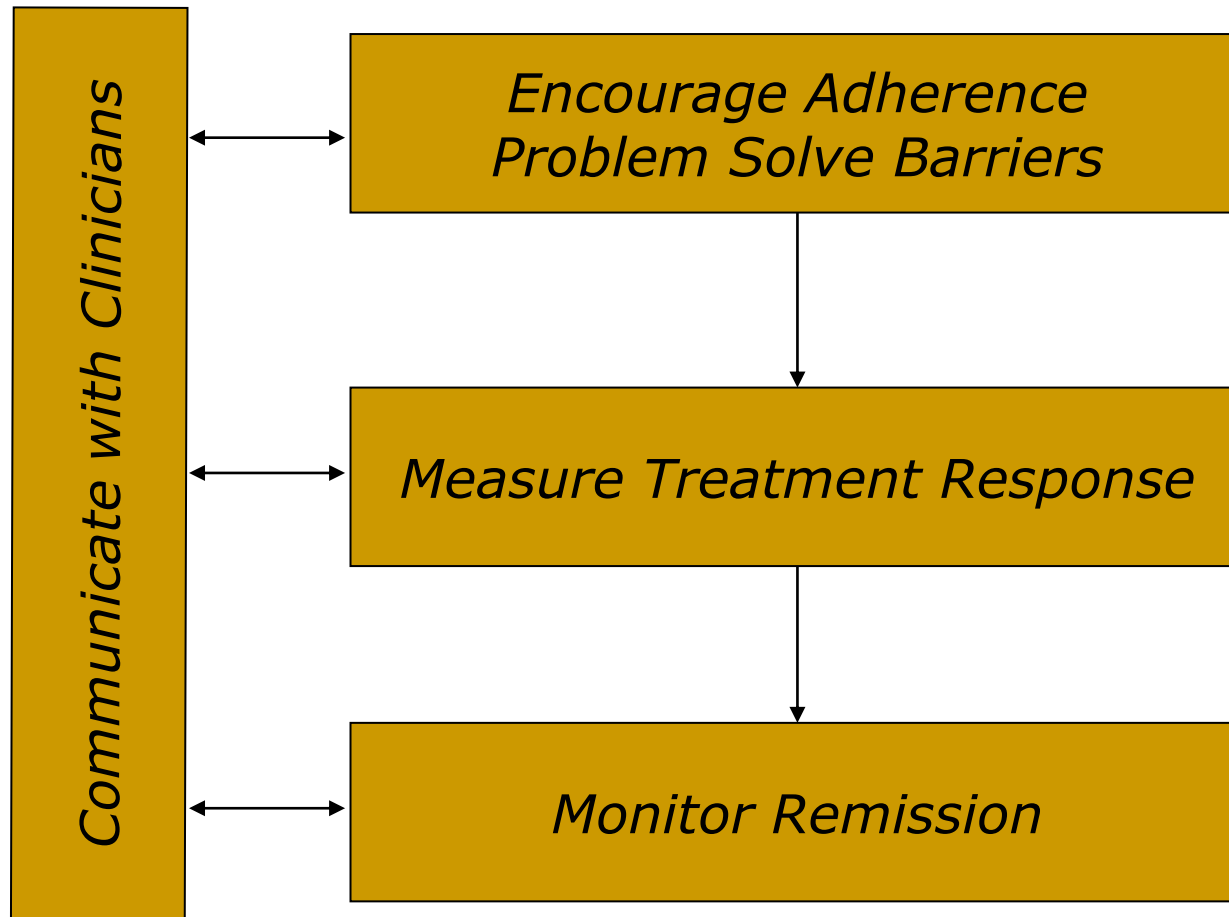 Communicate with Clinicians
Encourage Adherence
Problem Solve Barriers
Measure Treatment Response
Monitor Remission